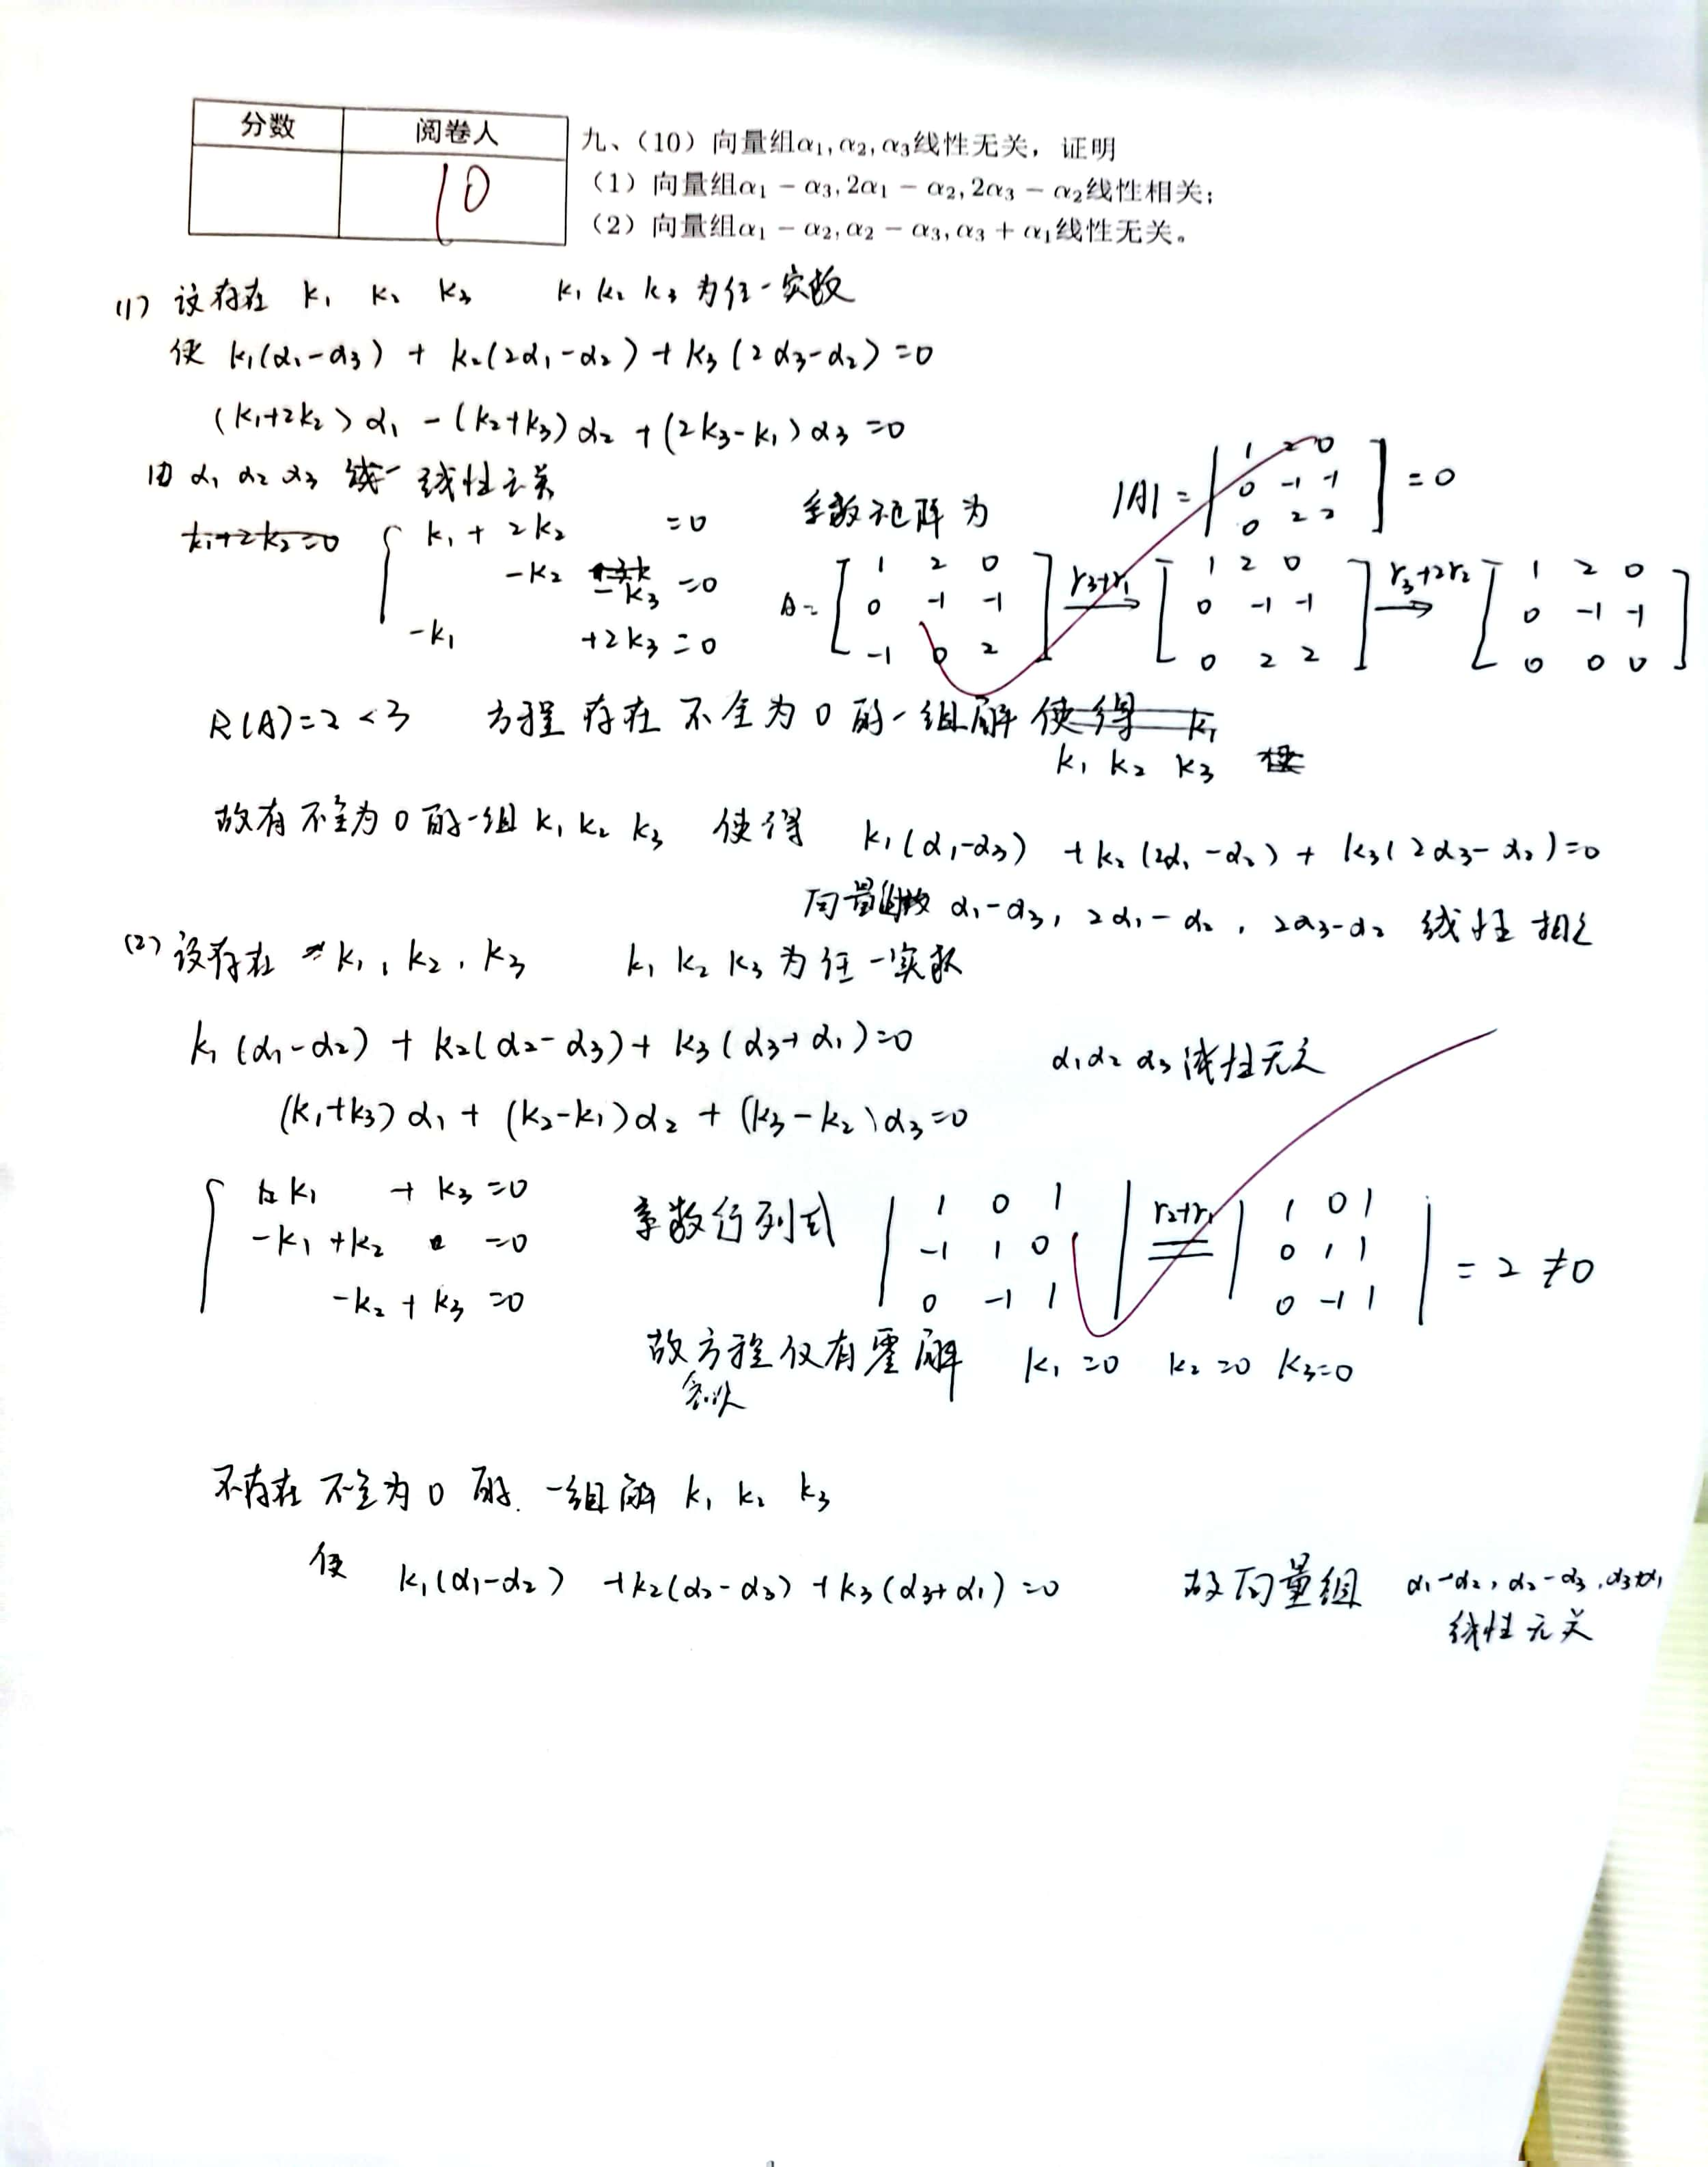 分数 阅卷人
10
九、（10）向量组α₁,α₂,α₃线性无关，证明
（1）向量组α₁ − α₃, 2α₁ − α₂, 2α₃ − α₂线性相关；
（2）向量组α₁ − α₂, α₂ − α₃, α₃ + α₁线性无关。
(1) 设存在 k₁ k₂ k₃ k₁ k₂ k₃ 为任一实数
使 k₁(α₁-α₃) + k₂(2α₁-α₂) + k₃(2α₃-α₂) =0
(k₁+2k₂) α₁ - (k₂+k₃) α₂ + (2k₃-k₁) α₃ =0
由 α₁ α₂ α₃ 线性无关
k₁+2k₂=0
k₁ + 2k₂ =0
-k₂ -k₃ =0
-k₁ +2k₃ =0
系数矩阵为
|A| = 1 2 0
0 -1 -1
0 2 2
=0
A= 1 2 0
0 -1 -1
-1 0 2
r₃+r₁
1 2 0
0 -1 -1
0 2 2
r₃+2r₂
1 2 0
0 -1 -1
0 0 0
R(A)=2 <3 方程存在不全为0的一组解 使得 k₁
k₁ k₂ k₃ 使
故有不全为0的一组 k₁ k₂ k₃ 使得 k₁(α₁-α₃) +k₂(2α₁-α₂) + k₃(2α₃-α₂)=0
向量组 α₁-α₃, 2α₁-α₂, 2α₃-α₂ 线性相关
(2) 设存在 k₁, k₂, k₃ k₁ k₂ k₃ 为任一实数
k₁(α₁-α₂) + k₂(α₂-α₃) + k₃(α₃+α₁)=0 α₁ α₂ α₃ 线性无关
(k₁+k₃) α₁ + (k₂-k₁)α₂ + (k₃-k₂)α₃=0
k₁ + k₃ =0
-k₁ +k₂ =0
-k₂ + k₃ =0
系数行列式
1 0 1
-1 1 0
0 -1 1
r₂+r₁
1 0 1
0 1 1
0 -1 1
= 2 ≠0
故方程仅有零解 k₁=0 k₂=0 k₃=0
不存在不全为0的一组解 k₁ k₂ k₃
使 k₁(α₁-α₂) +k₂(α₂-α₃) +k₃(α₃+α₁)=0 故向量组 α₁-α₂, α₂-α₃, α₃+α₁
线性无关